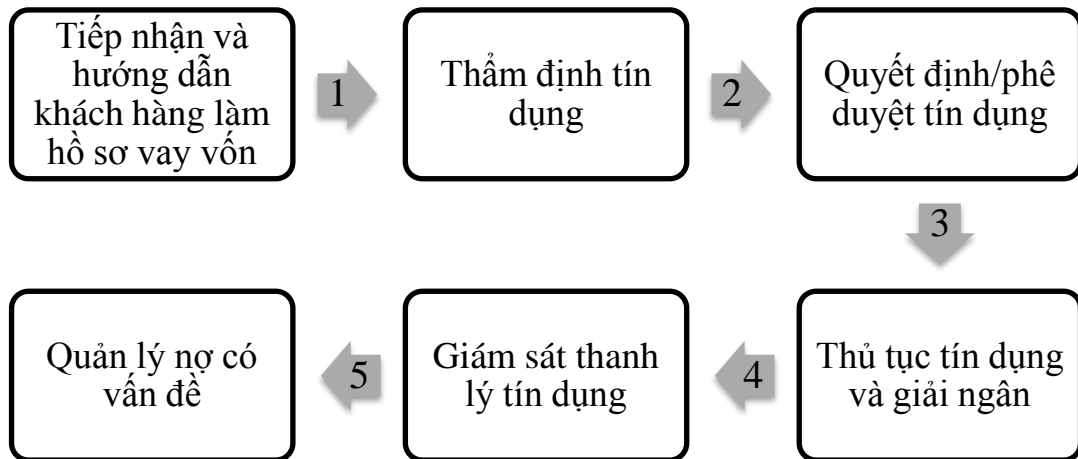 Tiếp nhận và
hướng dẫn
khách hàng làm
hồ sơ vay vốn
1
Thẩm định tín
dụng
2
Quyết định/phê
duyệt tín dụng
3
Thủ tục tín dụng
và giải ngân
4
Giám sát thanh
lý tín dụng
5
Quản lý nợ có
vấn đề